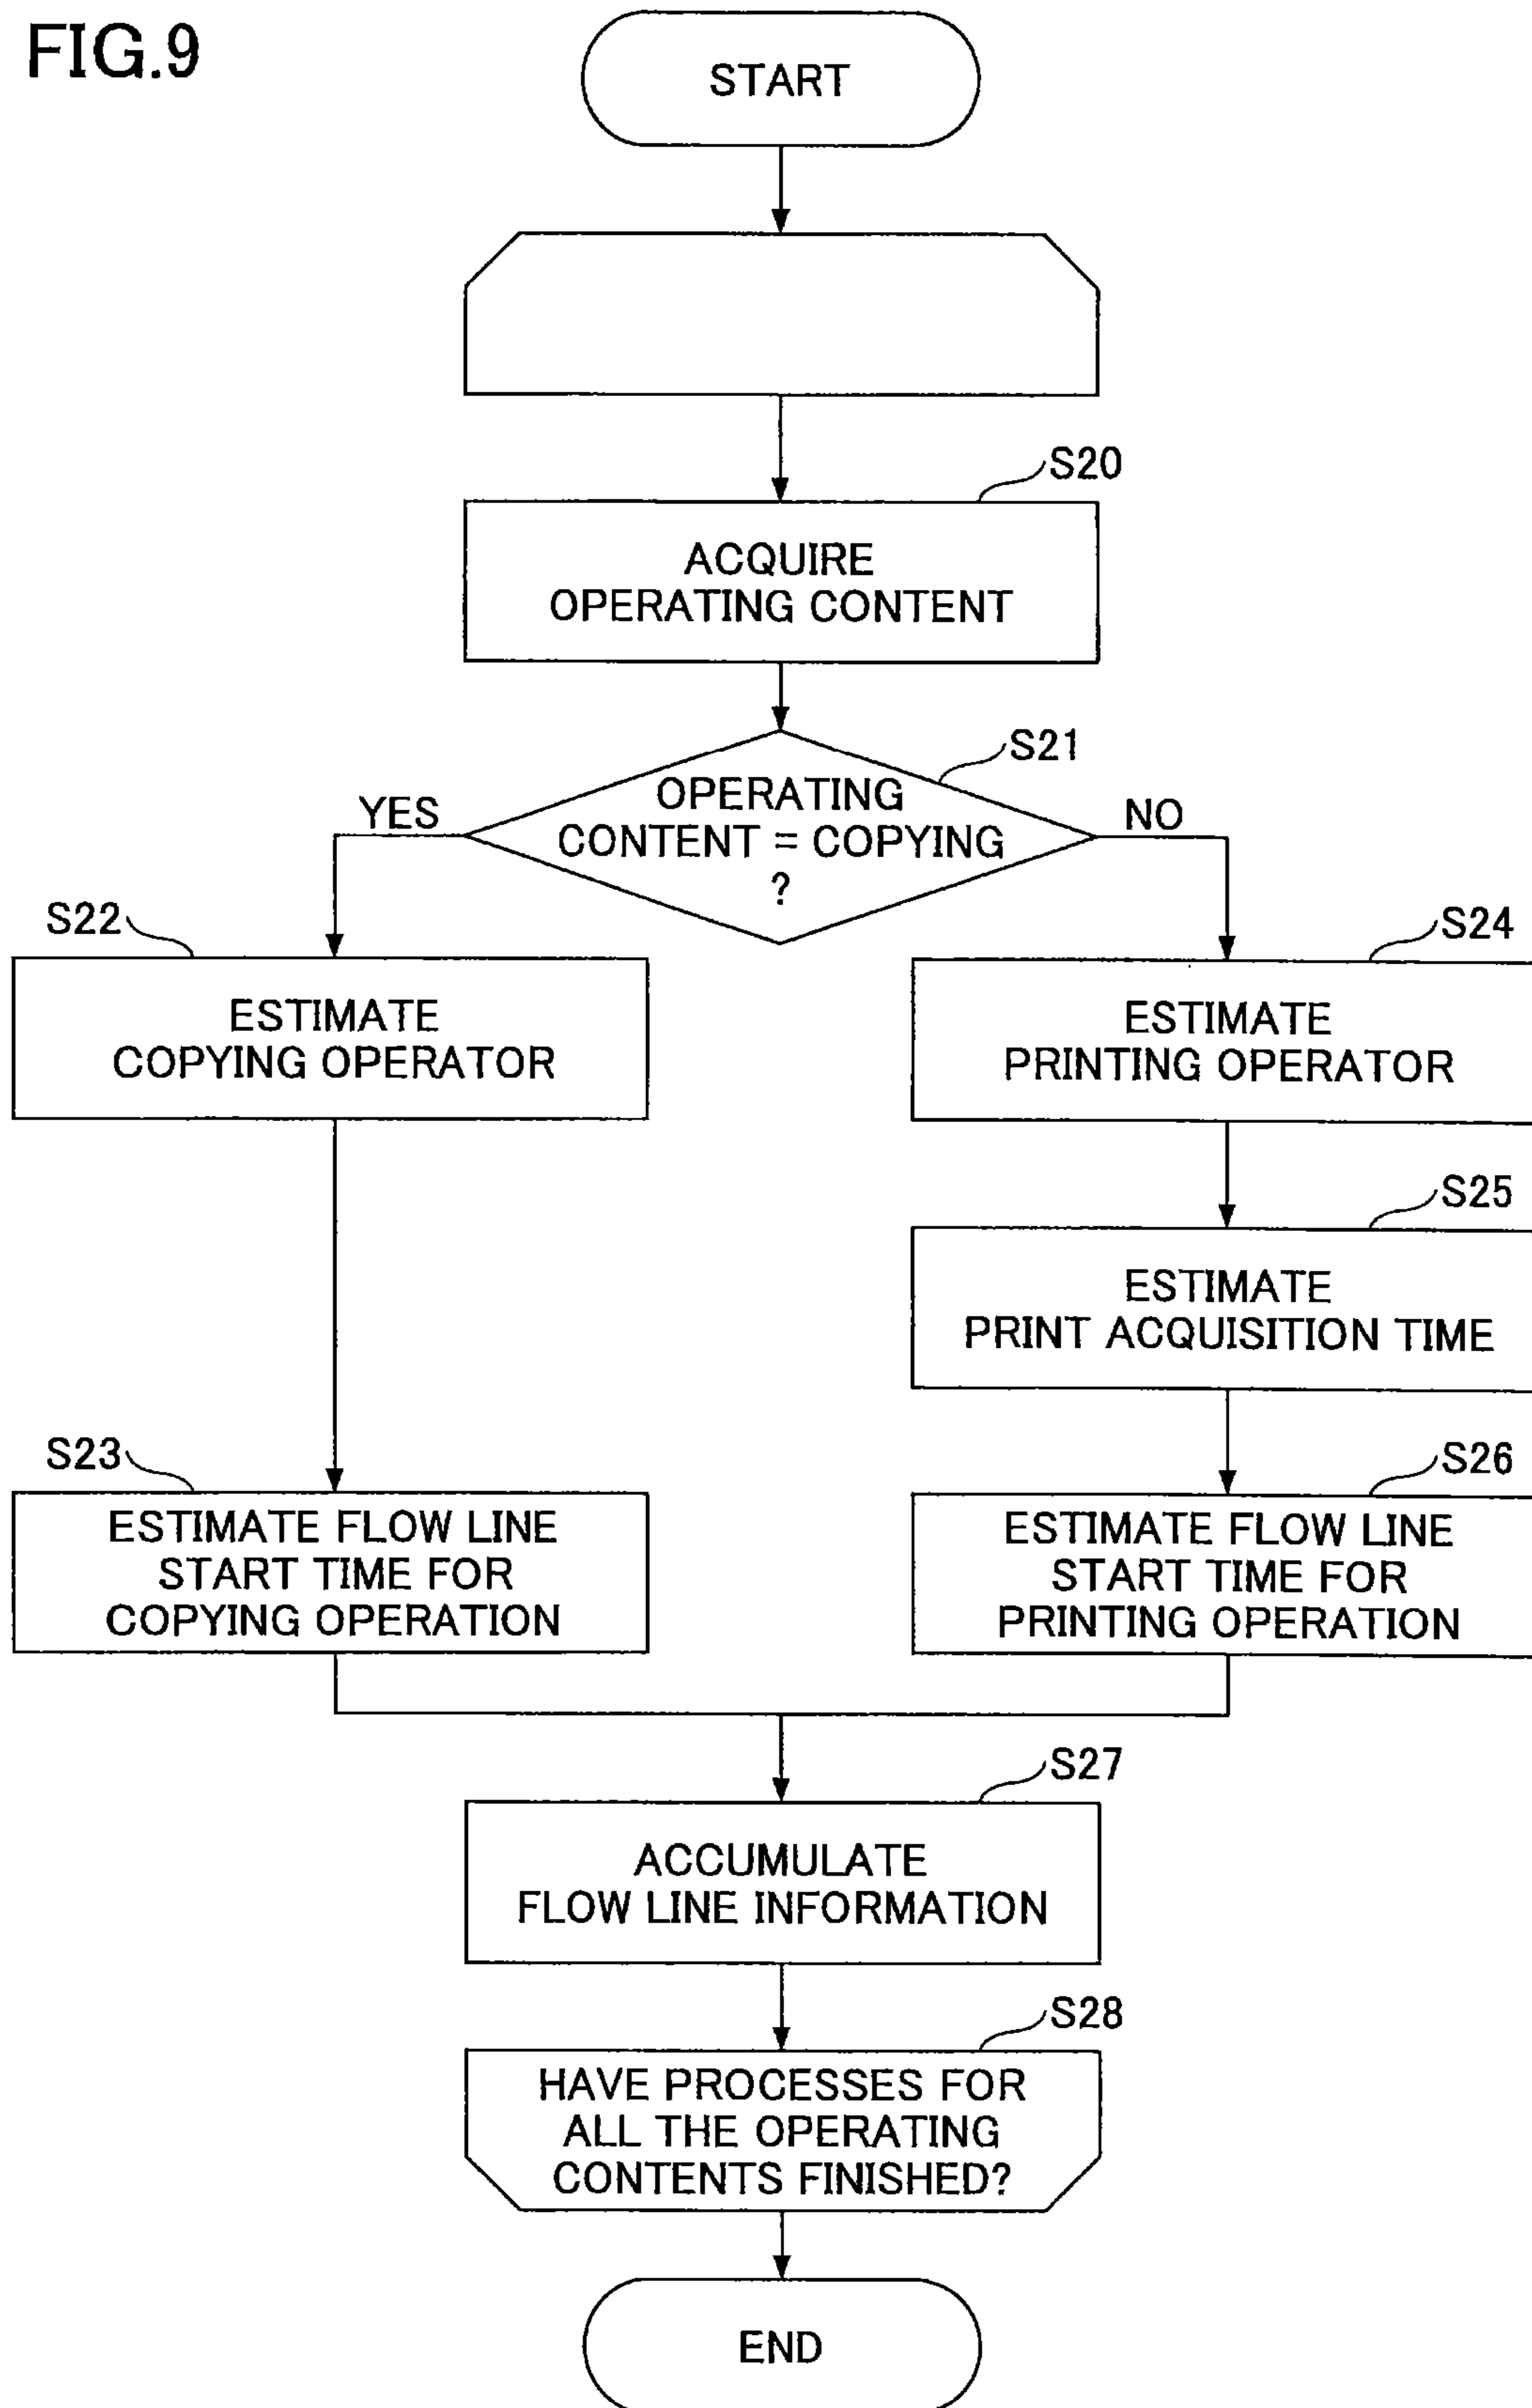 FIG.9
START
S20
ACQUIRE
OPERATING CONTENT
S21
OPERATING
CONTENT = COPYING
?
YES
NO
S22
ESTIMATE
COPYING OPERATOR
S24
ESTIMATE
PRINTING OPERATOR
S25
ESTIMATE
PRINT ACQUISITION TIME
S23
ESTIMATE FLOW LINE
START TIME FOR
COPYING OPERATION
S26
ESTIMATE FLOW LINE
START TIME FOR
PRINTING OPERATION
S27
ACCUMULATE
FLOW LINE INFORMATION
S28
HAVE PROCESSES FOR
ALL THE OPERATING
CONTENTS FINISHED?
END